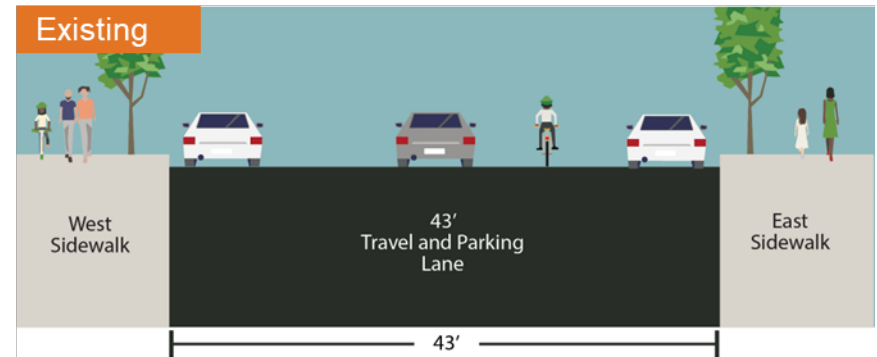 Existing
West
Sidewalk
43′
Travel and Parking
Lane
East
Sidewalk
43′